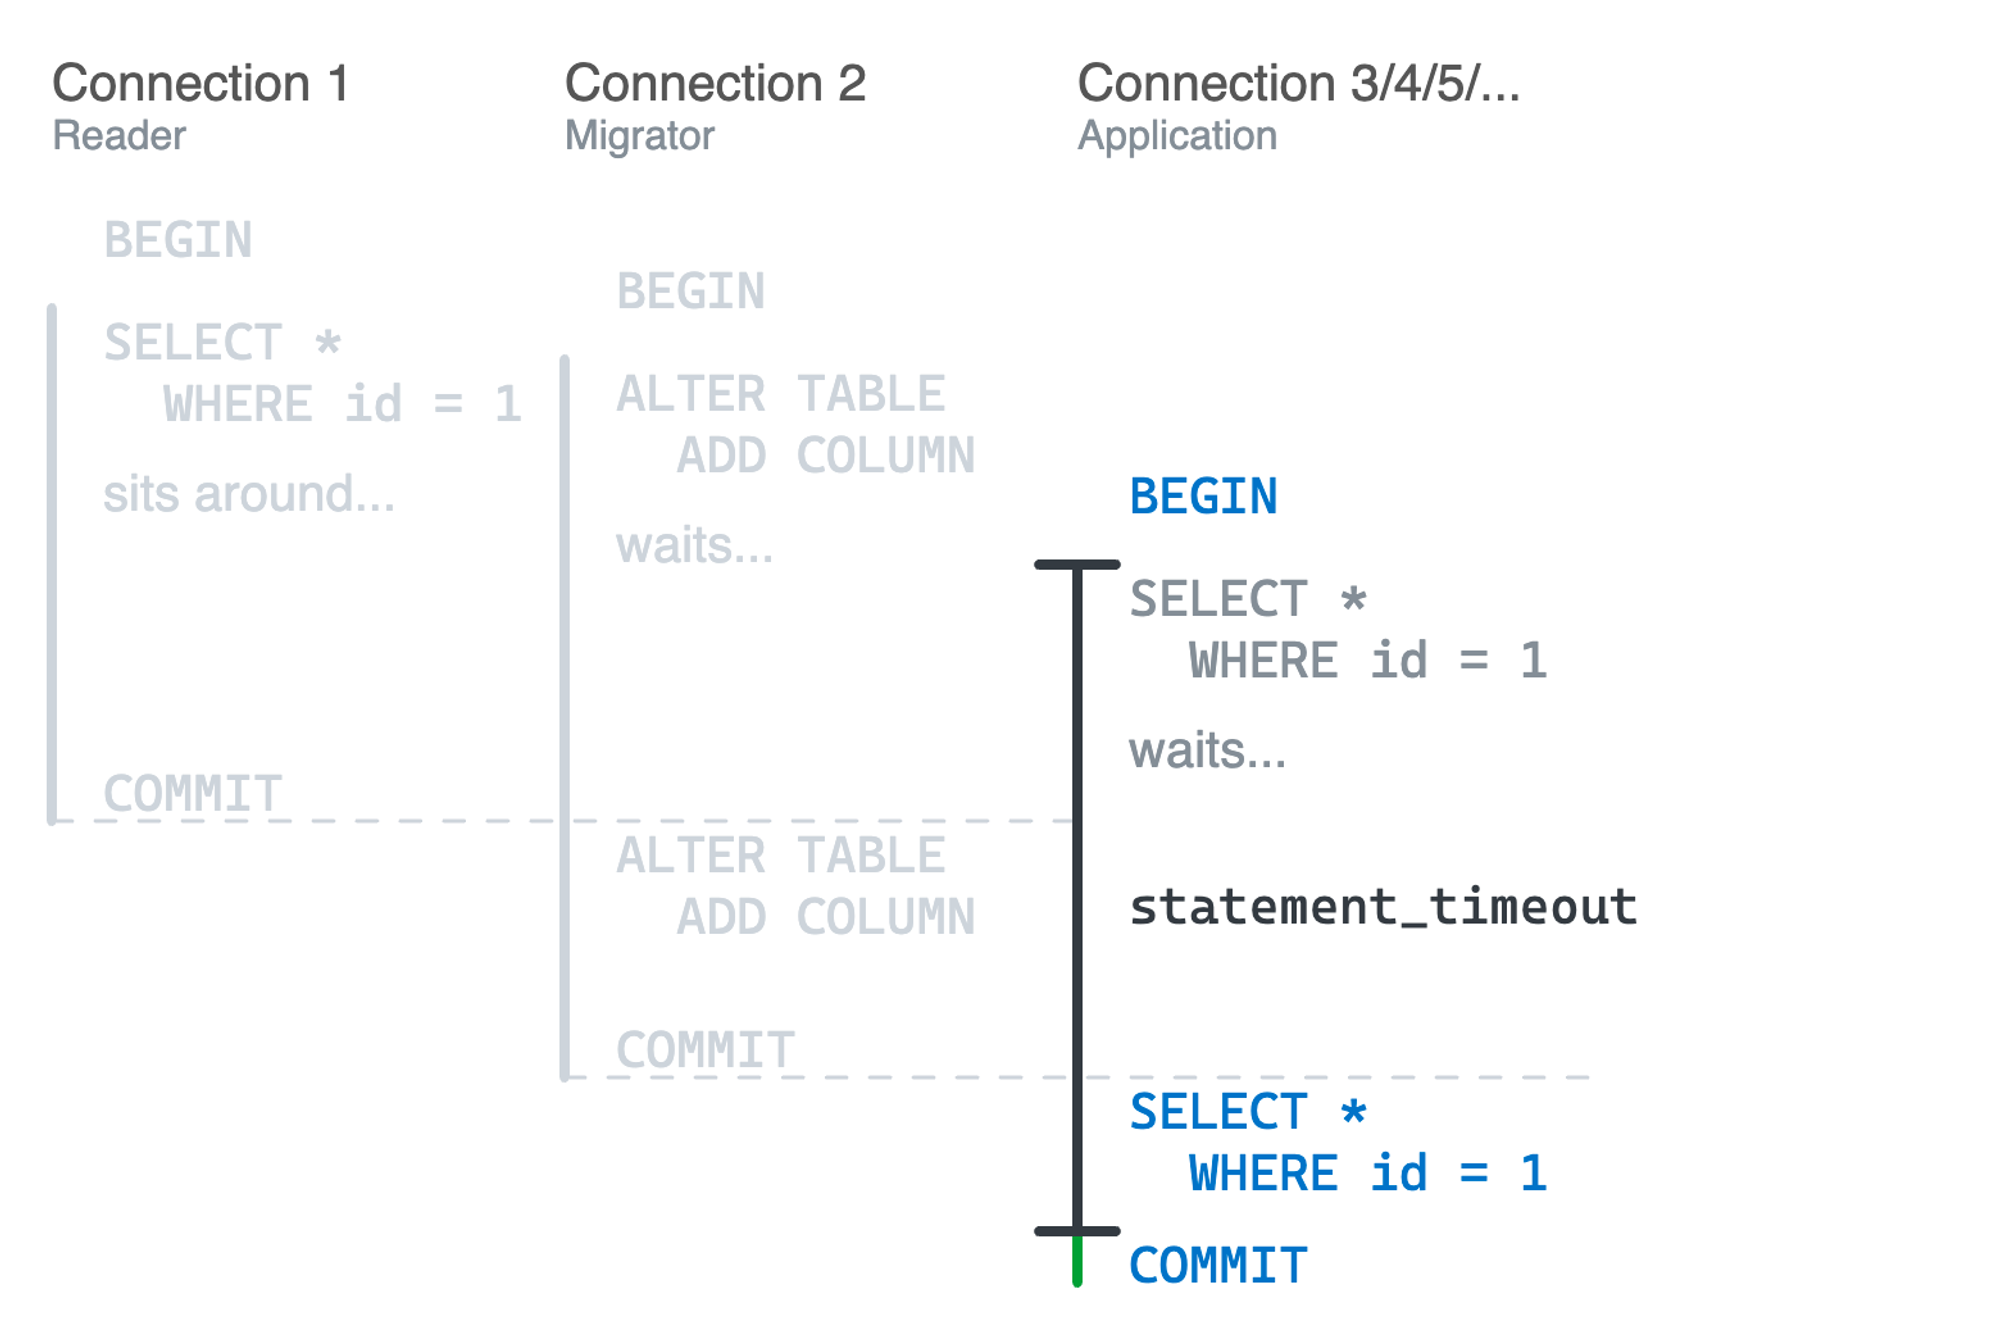 Connection 1
Reader
BEGIN
SELECT *
WHERE id = 1
sits around...
COMMIT
Connection 2
Migrator
BEGIN
ALTER TABLE
ADD COLUMN
waits...
ALTER TABLE
ADD COLUMN
COMMIT
Connection 3/4/5/...
Application
BEGIN
SELECT *
WHERE id = 1
waits...
statement_timeout
SELECT *
WHERE id = 1
COMMIT